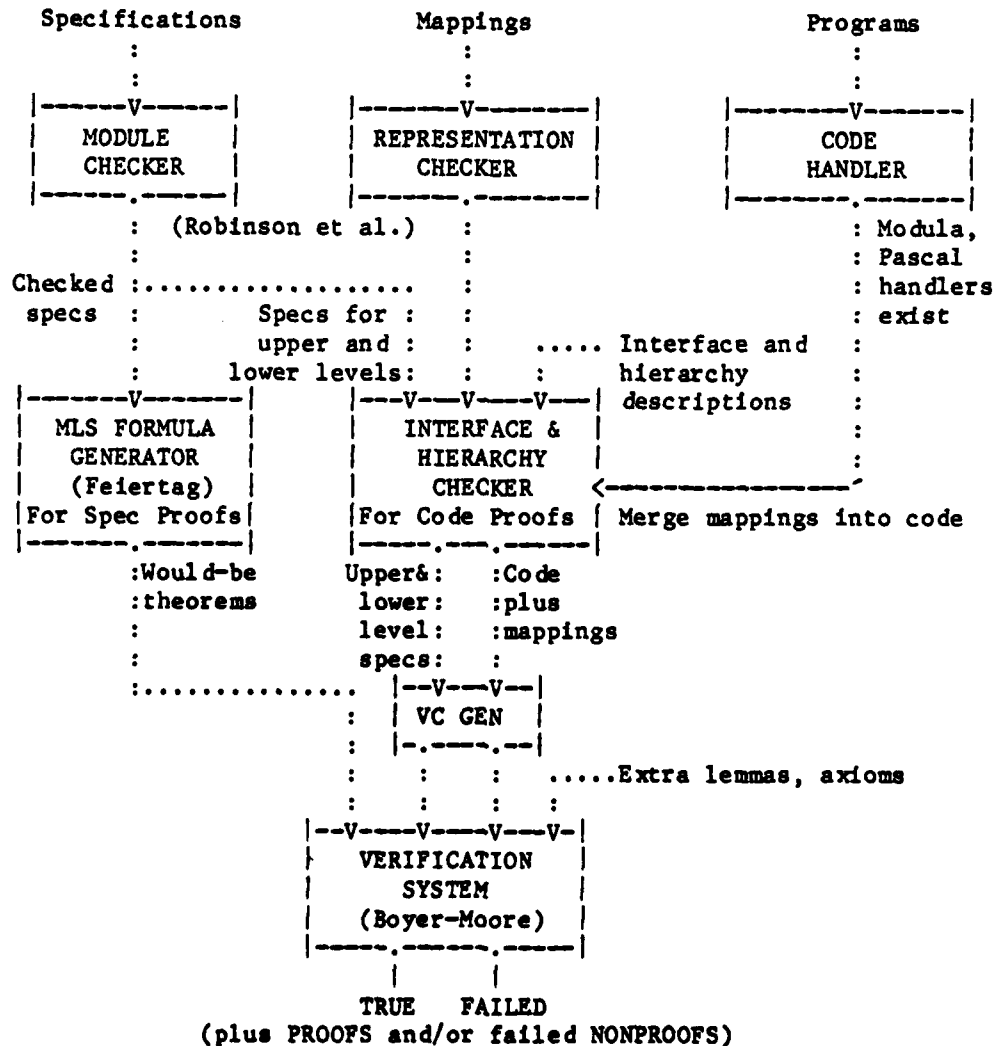 Specifications Mappings Programs
MODULE CHECKER
REPRESENTATION CHECKER
CODE HANDLER
(Robinson et al.)
Modula, Pascal handlers exist
Checked specs
Specs for upper and lower levels:
Interface and hierarchy descriptions
MLS FORMULA GENERATOR (Feiertag) For Spec Proofs
INTERFACE & HIERARCHY CHECKER For Code Proofs
Merge mappings into code
:Would-be :theorems
Upper& lower level specs:
:Code :plus :mappings
VC GEN
Extra lemmas, axioms
VERIFICATION SYSTEM (Boyer-Moore)
TRUE FAILED
(plus PROOFS and/or failed NONPROOFS)